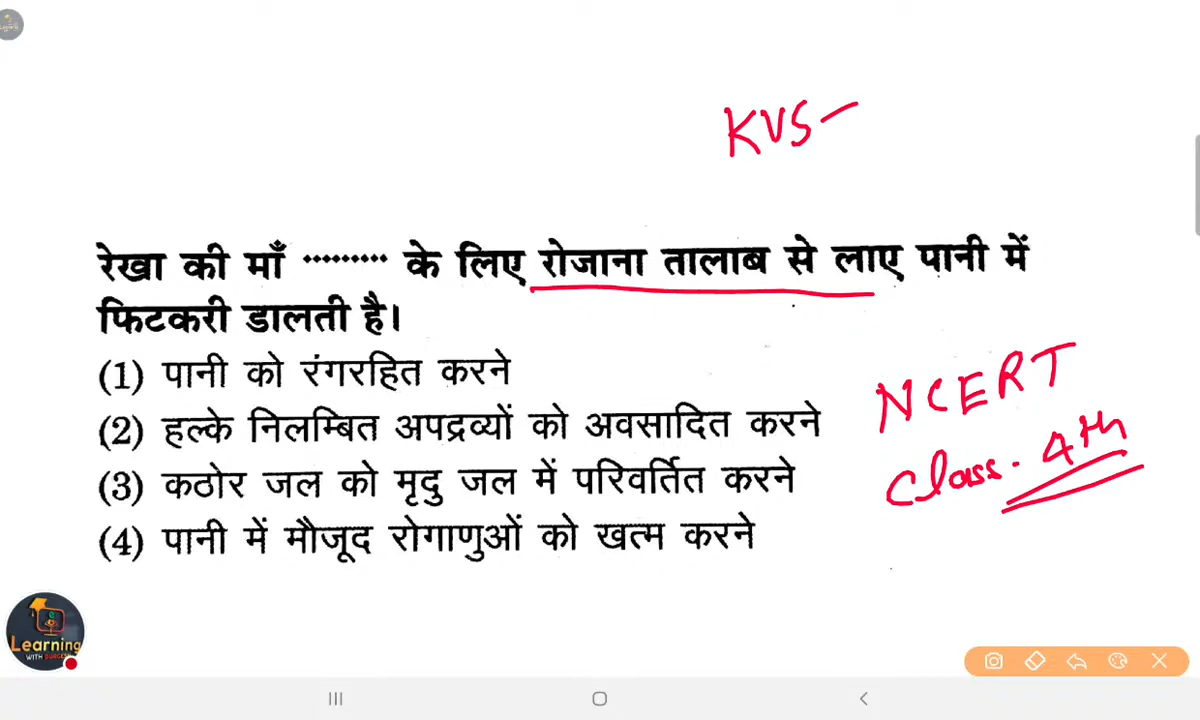 KVS -
रेखा की माँ ········· के लिए रोजाना तालाब से लाए पानी में
फिटकरी डालती है।
(1) पानी को रंगरहित करने
(2) हल्के निलम्बित अपद्रव्यों को अवसादित करने
(3) कठोर जल को मृदु जल में परिवर्तित करने
(4) पानी में मौजूद रोगाणुओं को खत्म करने
NCERT
Class. 4th
Learning